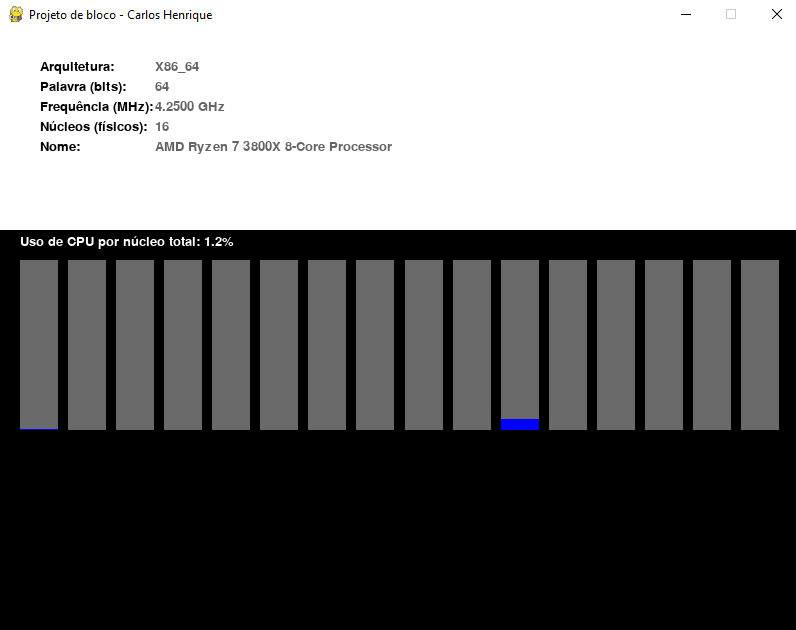 Projeto de bloco - Carlos Henrique
Arquitetura: X86_64
Palavra (bits): 64
Frequência (MHz): 4.2500 GHz
Núcleos (físicos): 16
Nome: AMD Ryzen 7 3800X 8-Core Processor
Uso de CPU por núcleo total: 1.2%